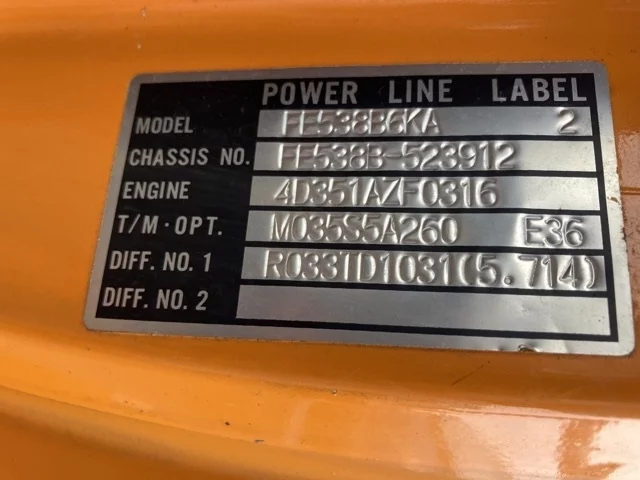 POWER LINE LABEL
MODEL FE538B6KA 2
CHASSIS NO. FE538B-523912
ENGINE 4D351AZF0316
T/M·OPT. M035S5A260 E36
DIFF. NO. 1 R033TD1031(5.714)
DIFF. NO. 2